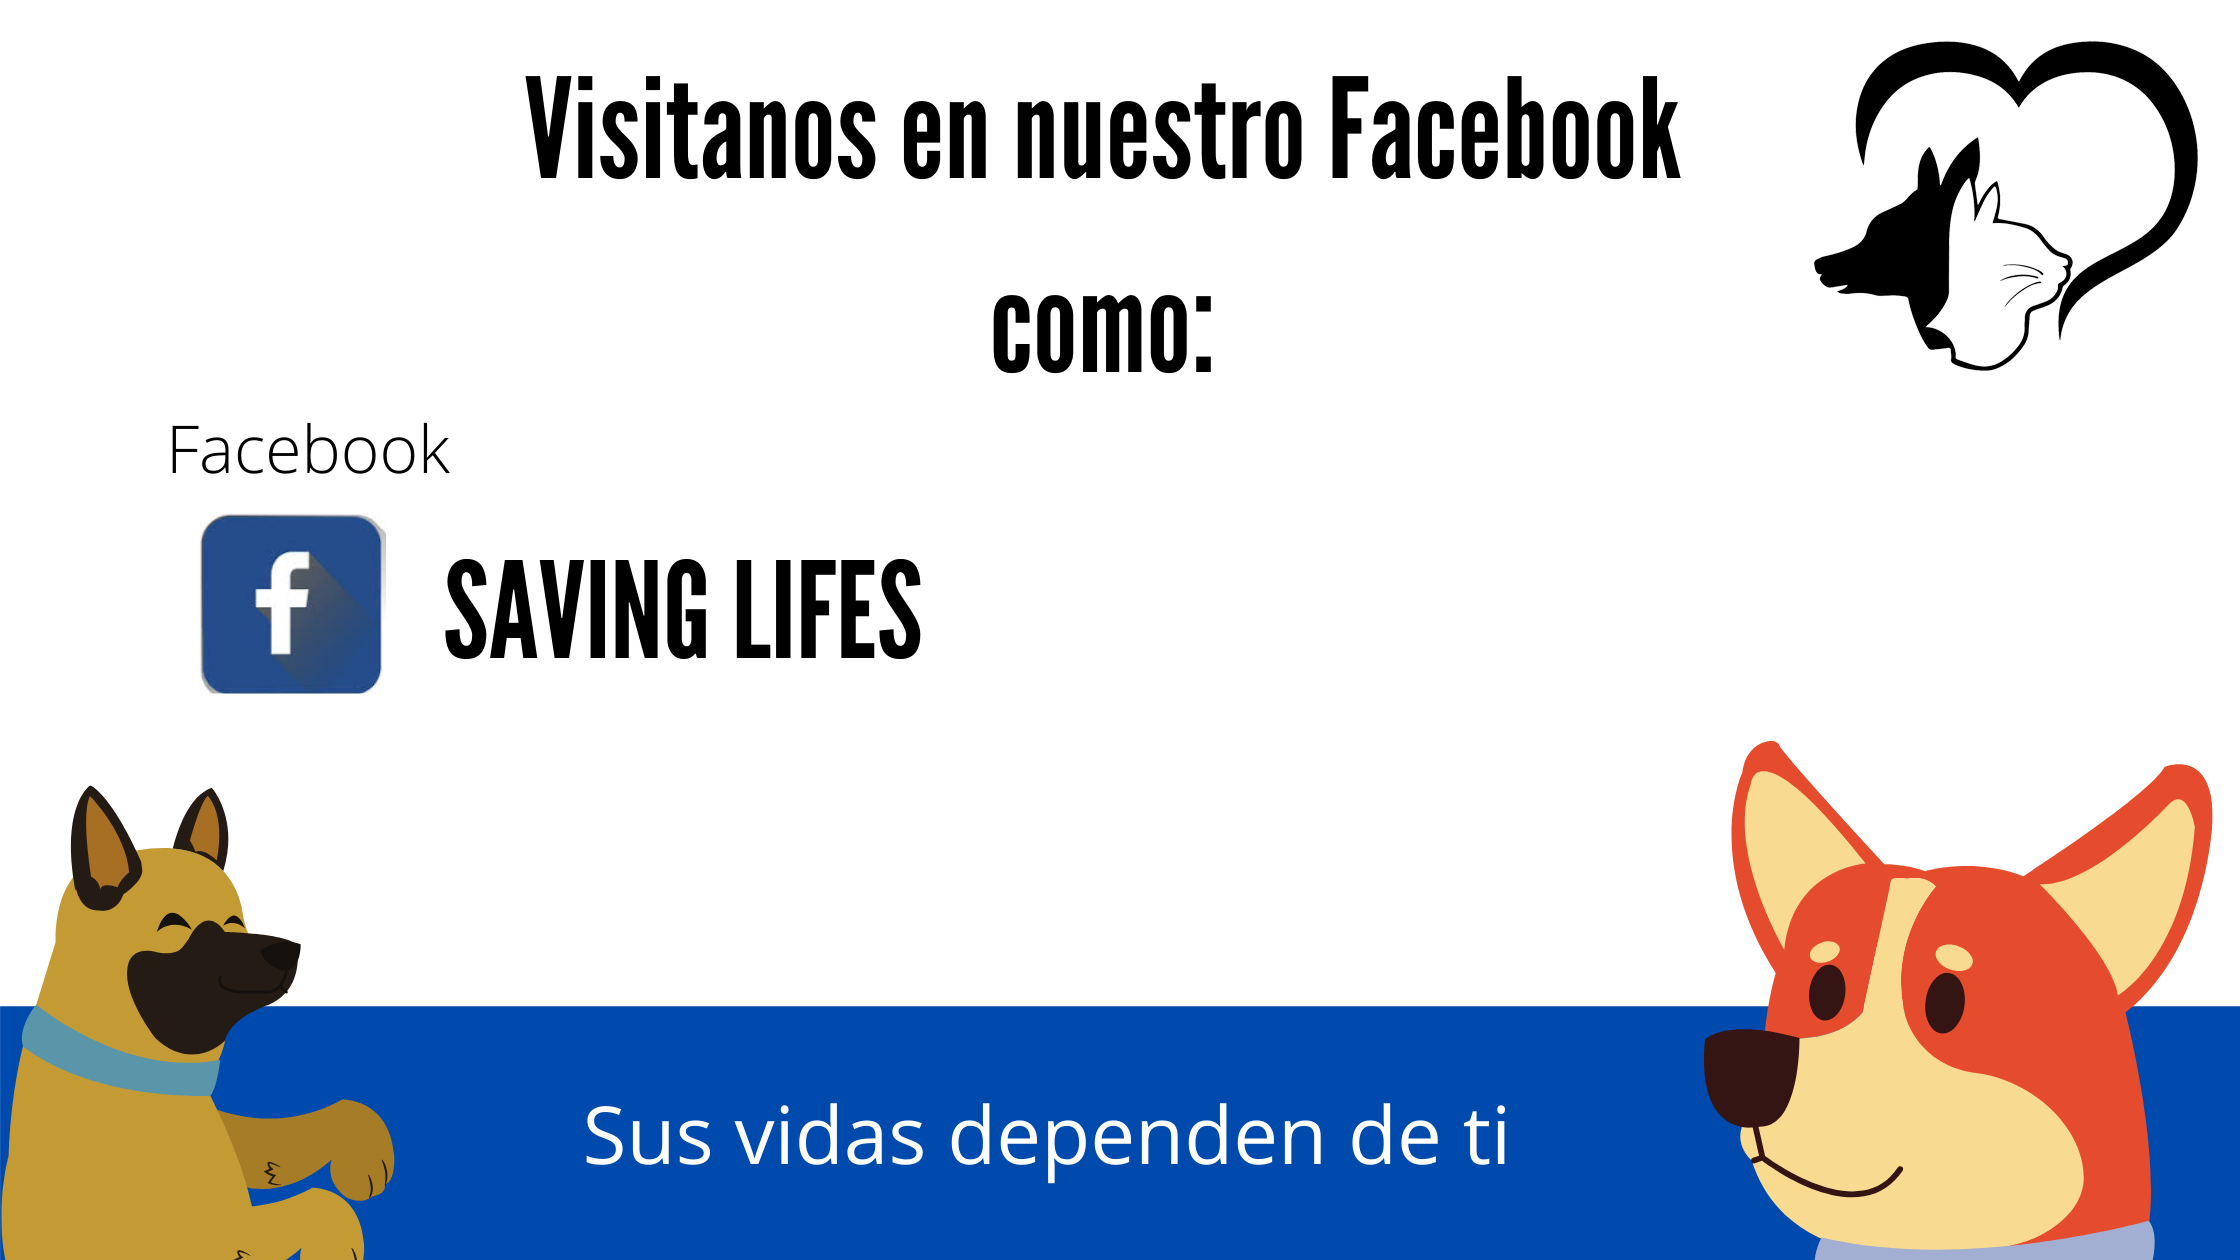 Visitanos en nuestro Facebook
como:
Facebook
f
SAVING LIFES
Sus vidas dependen de ti